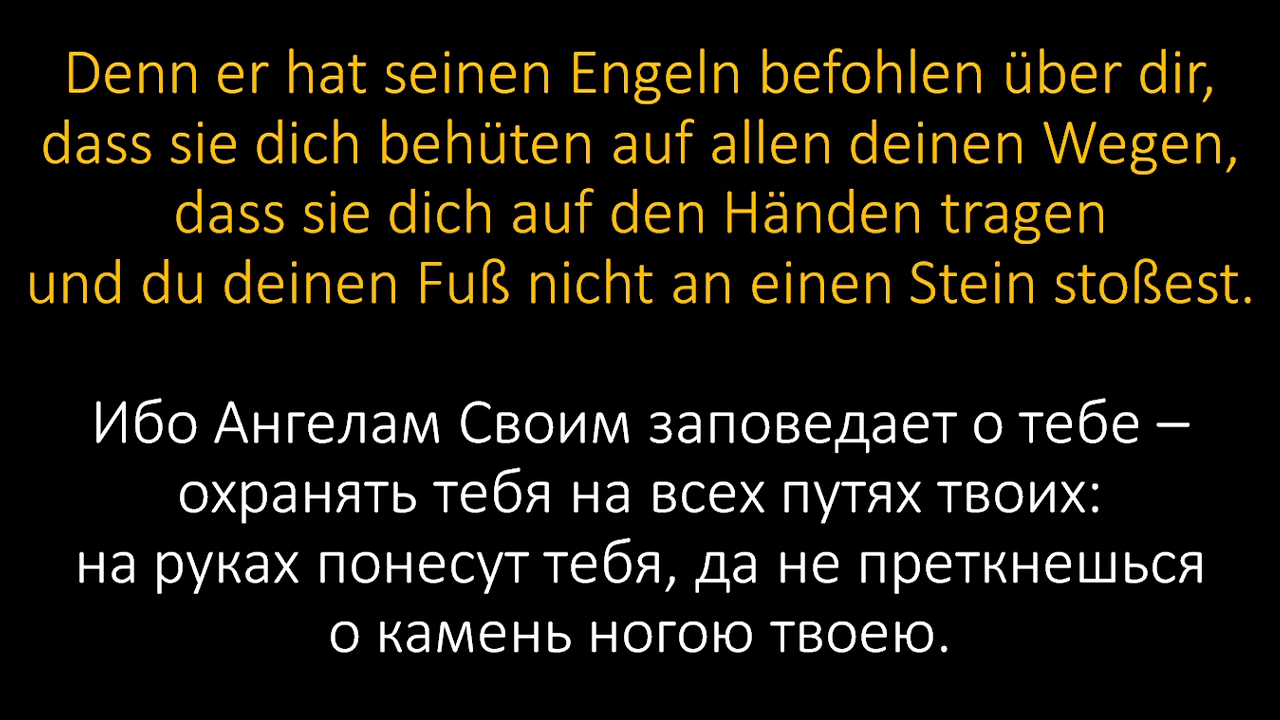 Denn er hat seinen Engeln befohlen über dir,
dass sie dich behüten auf allen deinen Wegen,
dass sie dich auf den Händen tragen
und du deinen Fuß nicht an einen Stein stoßest.
Ибо Ангелам Своим заповедает о тебе –
охранять тебя на всех путях твоих:
на руках понесут тебя, да не преткнешься
о камень ногою твоею.